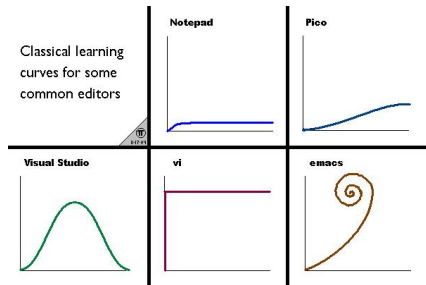 Classical learning
curves for some
common editors
Notepad
Pico
Visual Studio
vi
emacs